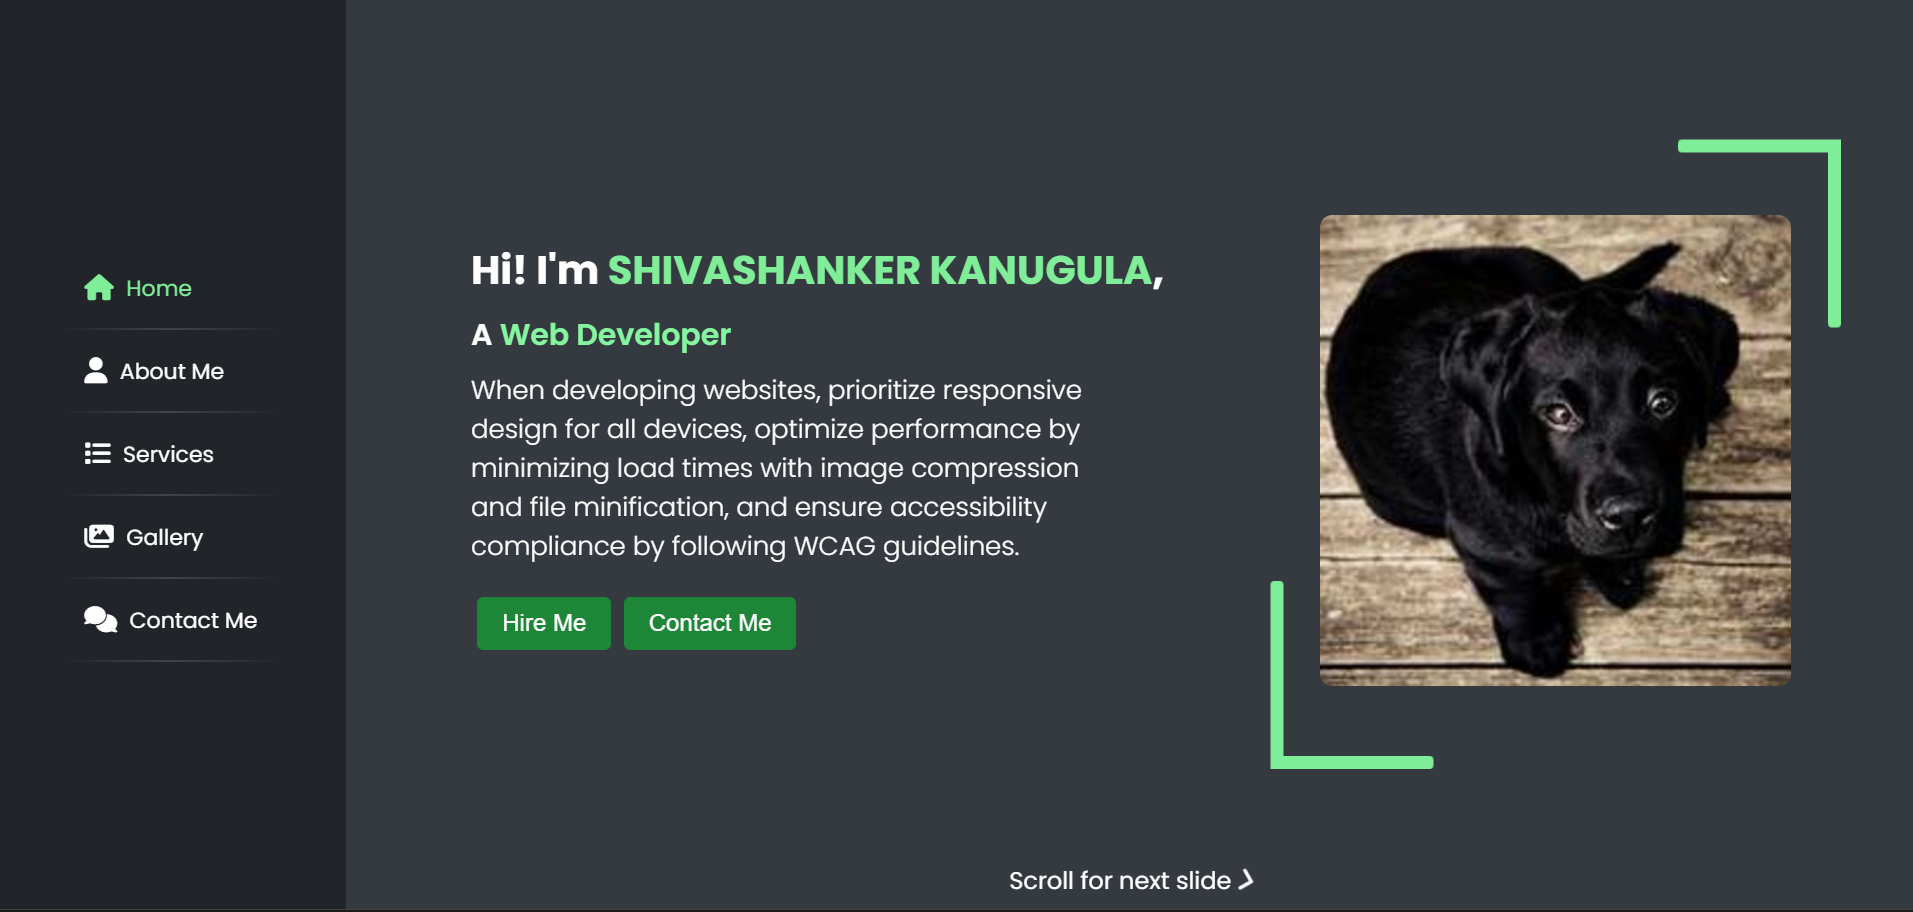 Home
About Me
Services
Gallery
Contact Me
Hi! I'm SHIVASHANKER KANUGULA,
A Web Developer
When developing websites, prioritize responsive
design for all devices, optimize performance by
minimizing load times with image compression
and file minification, and ensure accessibility
compliance by following WCAG guidelines.
Hire Me
Contact Me
Scroll for next slide